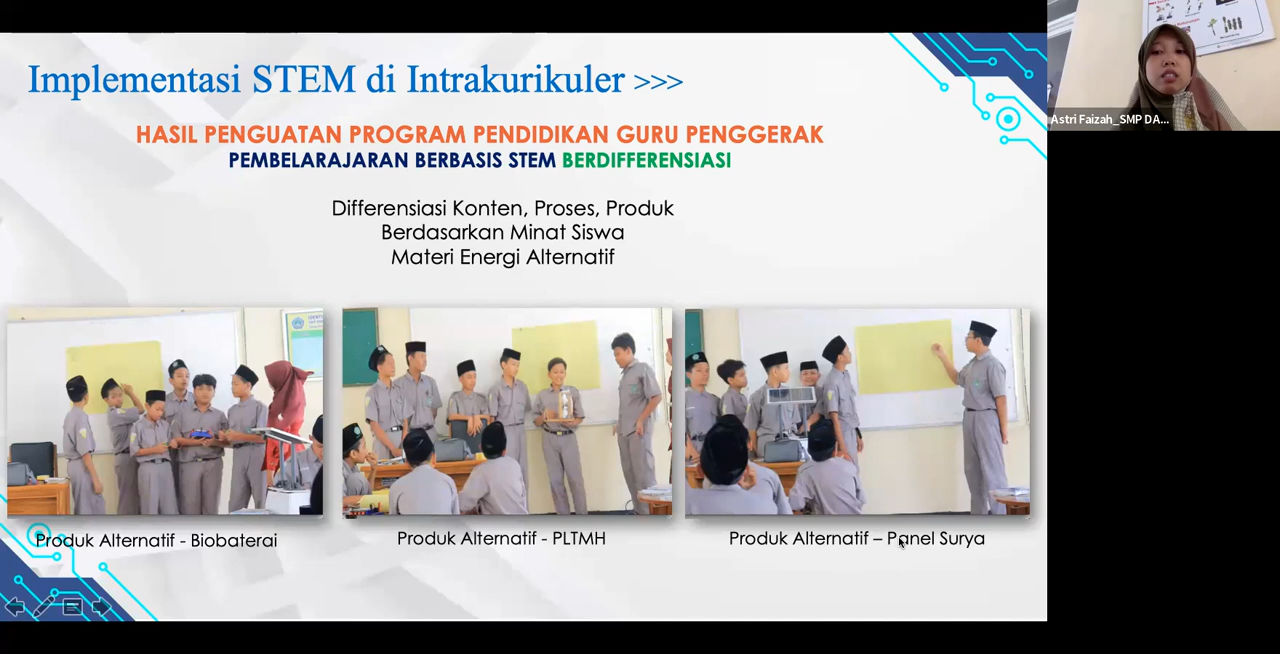 Implementasi STEM di Intrakurikuler >>>
HASIL PENGUATAN PROGRAM PENDIDIKAN GURU PENGGERAK
PEMBELARAJARAN BERBASIS STEM BERDIFFERENSIASI
Differensiasi Konten, Proses, Produk
Berdasarkan Minat Siswa
Materi Energi Alternatif
Produk Alternatif - Biobaterai
Produk Alternatif - PLTMH
Produk Alternatif – Panel Surya
Astri Faizah_SMP DA...